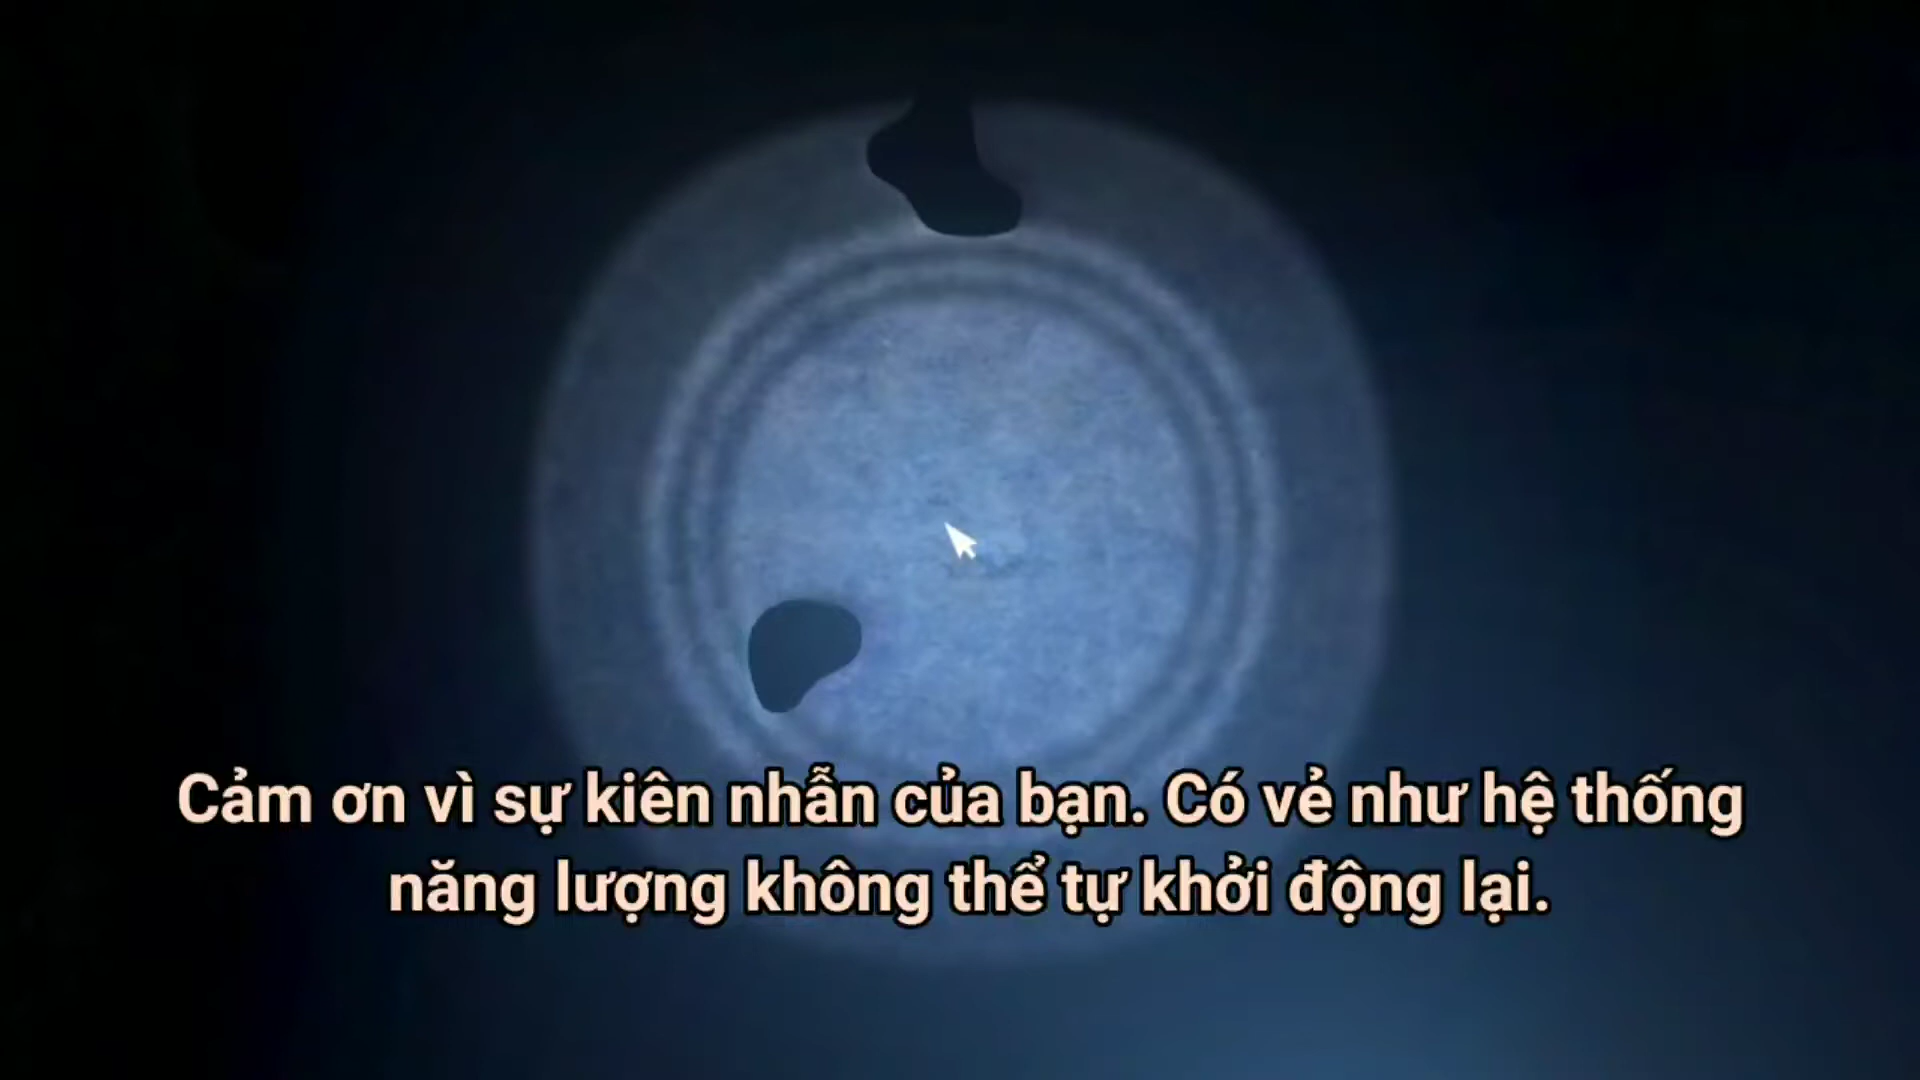 Cảm ơn vì sự kiên nhẫn của bạn. Có vẻ như hệ thống
năng lượng không thể tự khởi động lại.